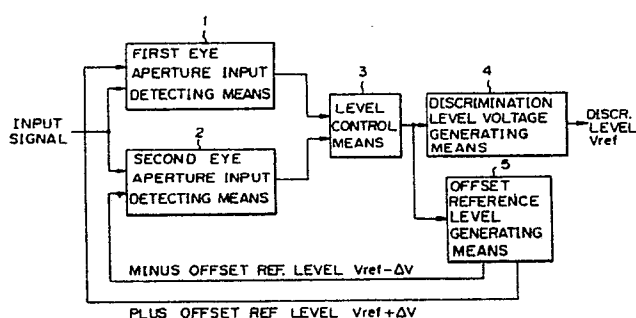 1
FIRST EYE
APERTURE INPUT
DETECTING MEANS
INPUT
SIGNAL
2
SECOND EYE
APERTURE INPUT
DETECTING MEANS
3
LEVEL
CONTROL
MEANS
4
DISCRIMINATION
LEVEL VOLTAGE
GENERATING
MEANS
DISCR.
LEVEL
Vref
5
OFFSET
REFERENCE
LEVEL
GENERATING
MEANS
MINUS OFFSET REF. LEVEL Vref-ΔV
PLUS OFFSET REF LEVEL Vref+ΔV